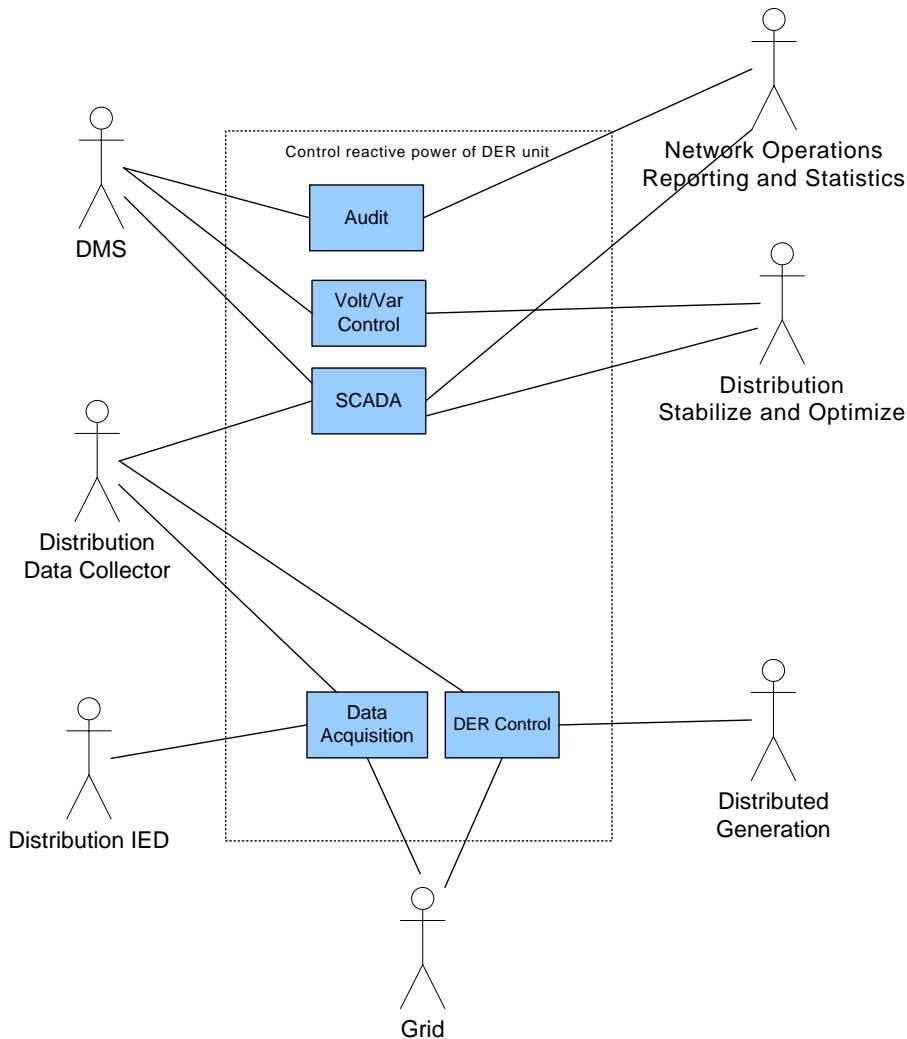 Network Operations
Reporting and Statistics
Control reactive power of DER unit
Audit
DMS
Volt/Var
Control
Distribution
Stabilize and Optimize
SCADA
Distribution
Data Collector
Data
Acquisition
DER Control
Distributed
Generation
Distribution IED
Grid